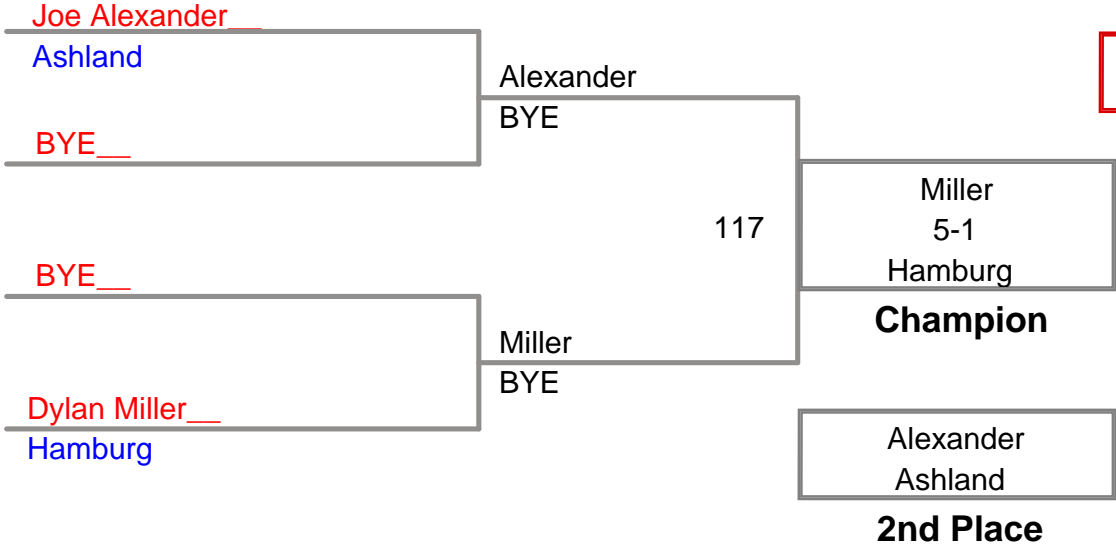 Joe Alexander__
Ashland
Alexander
BYE
BYE__
117
Miller
5-1
Hamburg
Champion
BYE__
Miller
BYE
Dylan Miller__
Hamburg
Alexander
Ashland
2nd Place